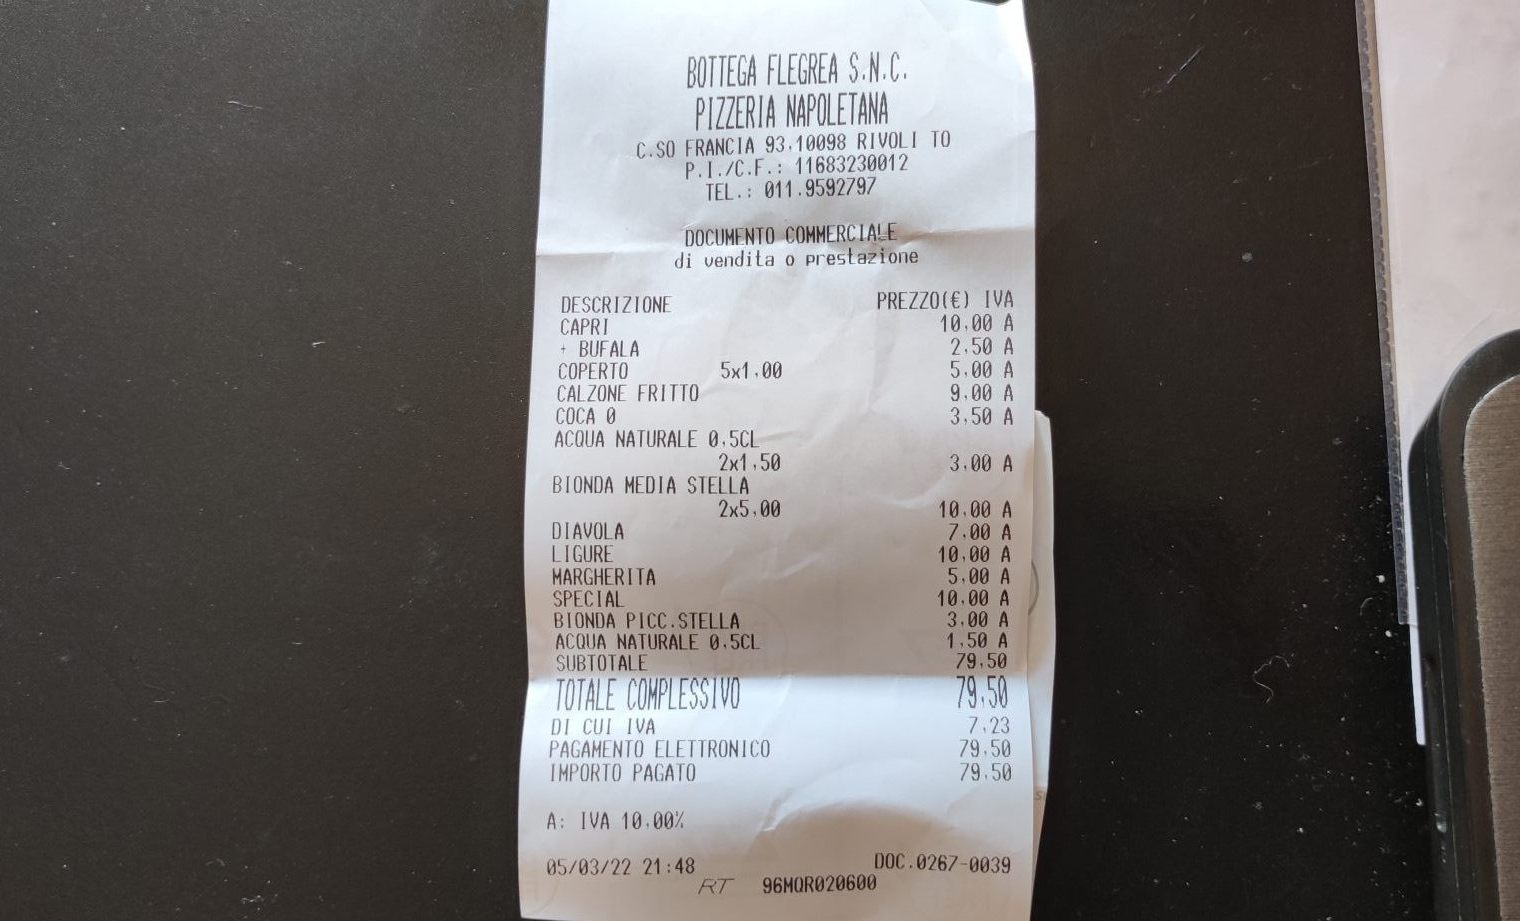 BOTTEGA FLEGREA S.N.C.
PIZZERIA NAPOLETANA
C.SO FRANCIA 93,10098 RIVOLI TO
P.I./C.F.: 11683230012
TEL.: 011.9592797
DOCUMENTO COMMERCIALE
di vendita o prestazione
DESCRIZIONE PREZZO(€) IVA
CAPRI 10,00 A
+ BUFALA 2,50 A
COPERTO 5x1,00 5,00 A
CALZONE FRITTO 9,00 A
COCA 0 3,50 A
ACQUA NATURALE 0,5CL
2x1,50 3,00 A
BIONDA MEDIA STELLA
2x5,00 10,00 A
DIAVOLA 7,00 A
LIGURE 10,00 A
MARGHERITA 5,00 A
SPECIAL 10,00 A
BIONDA PICC.STELLA 3,00 A
ACQUA NATURALE 0,5CL 1,50 A
SUBTOTALE 79,50
TOTALE COMPLESSIVO 79,50
DI CUI IVA 7,23
PAGAMENTO ELETTRONICO 79,50
IMPORTO PAGATO 79,50
A: IVA 10,00%
05/03/22 21:48 DOC.0267-0039
RT 96MQR020600